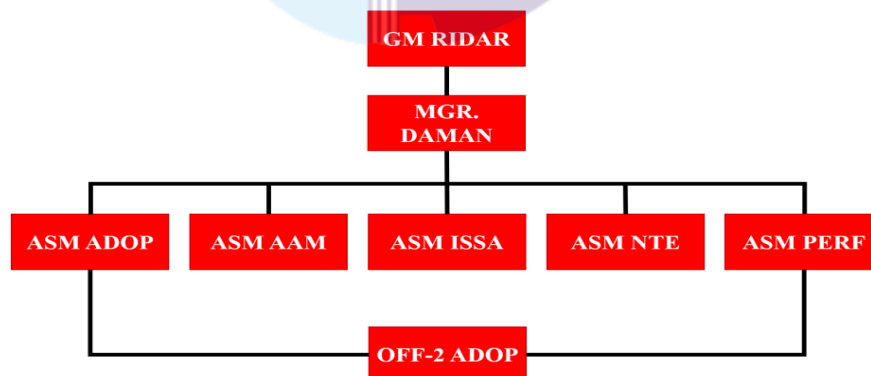 GM RIDAR
MGR.
DAMAN
ASM ADOP
ASM AAM
ASM ISSA
ASM NTE
ASM PERF
OFF-2 ADOP